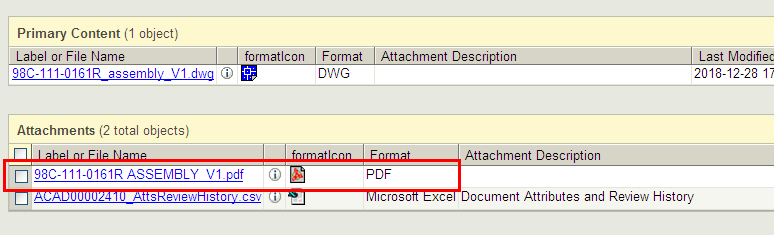 Primary Content (1 object)
Label or File Name formatIcon Format Attachment Description Last Modified
98C-111-0161R_assembly_V1.dwg DWG 2018-12-28 17
Attachments (2 total objects)
Label or File Name formatIcon Format Attachment Description
98C-111-0161R ASSEMBLY_V1.pdf PDF
ACAD00002410_AttsReviewHistory.csv Microsoft Excel Document Attributes and Review History